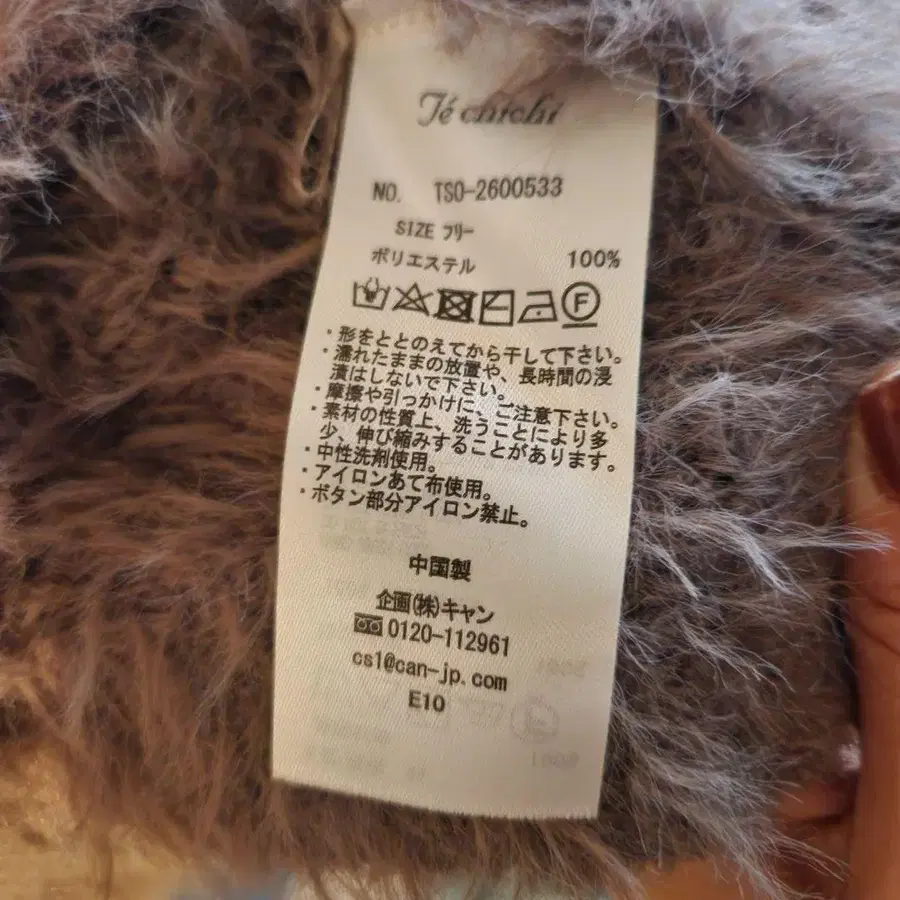 Té chichi
NO. TSO-2600533
SIZE フリー
ポリエステル 100%
F
・形をととのえてから干して下さい。
・濡れたままの放置や、長時間の浸
漬はしないで下さい。
・摩擦や引っかけに、ご注意下さい。
・素材の性質上、洗うことにより多
少、伸び縮みすることがあります。
・中性洗剤使用。
・アイロンあて布使用。
・ボタン部分アイロン禁止。
中国製
企画(株)キャン
0120-112961
cs1@can-jp.com
E10